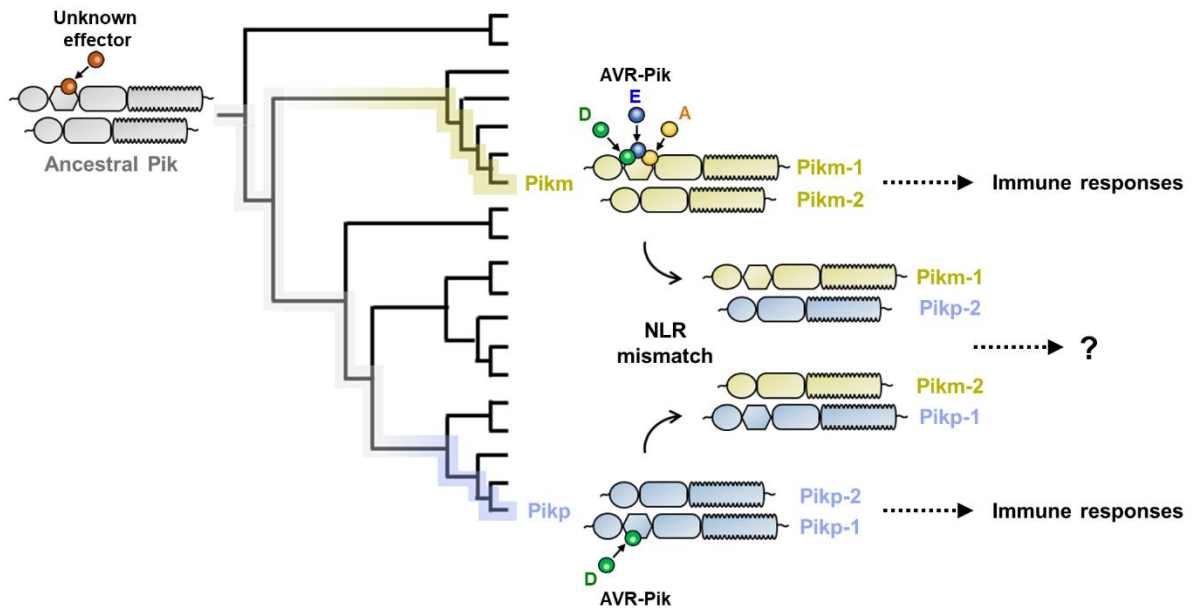 Unknown
effector
Ancestral Pik
Pikm
Pikp
AVR-Pik
E
D
A
Pikm-1
Pikm-2
Immune responses
Pikm-1
Pikp-2
NLR
mismatch
?
Pikm-2
Pikp-1
Pikp-2
Pikp-1
Immune responses
D
AVR-Pik